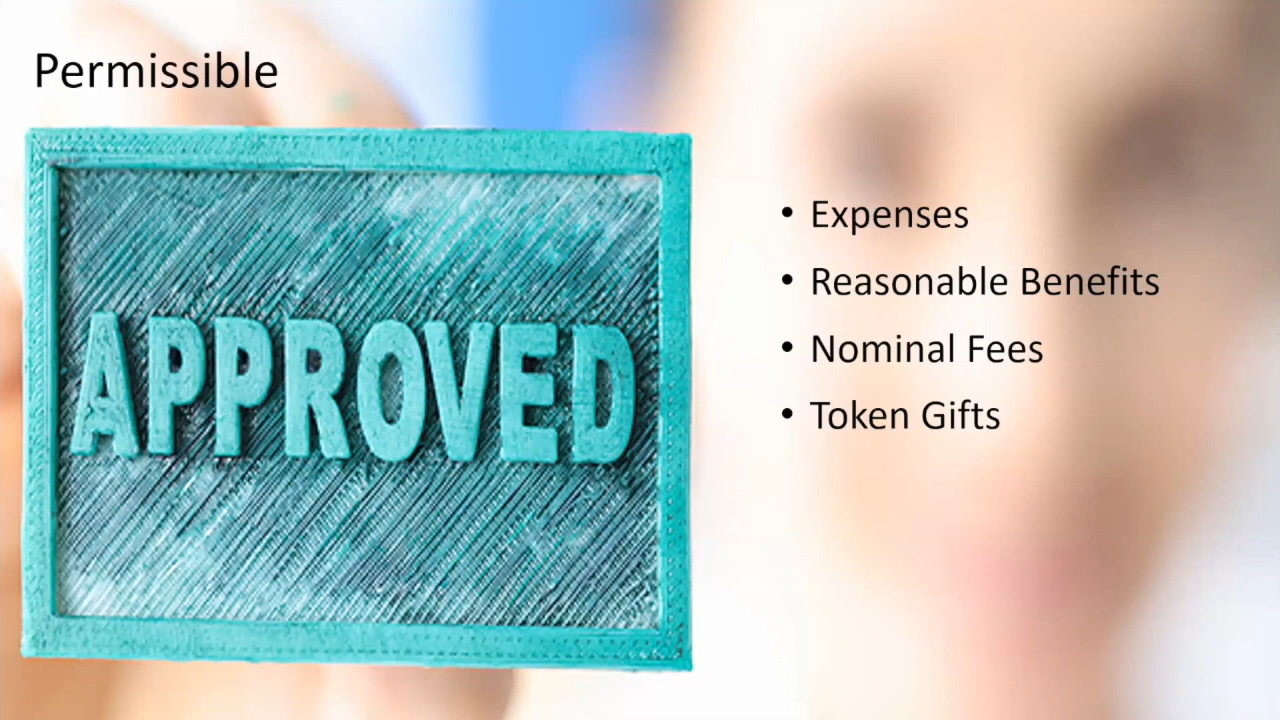 Permissible
APPROVED
• Expenses
• Reasonable Benefits
• Nominal Fees
• Token Gifts